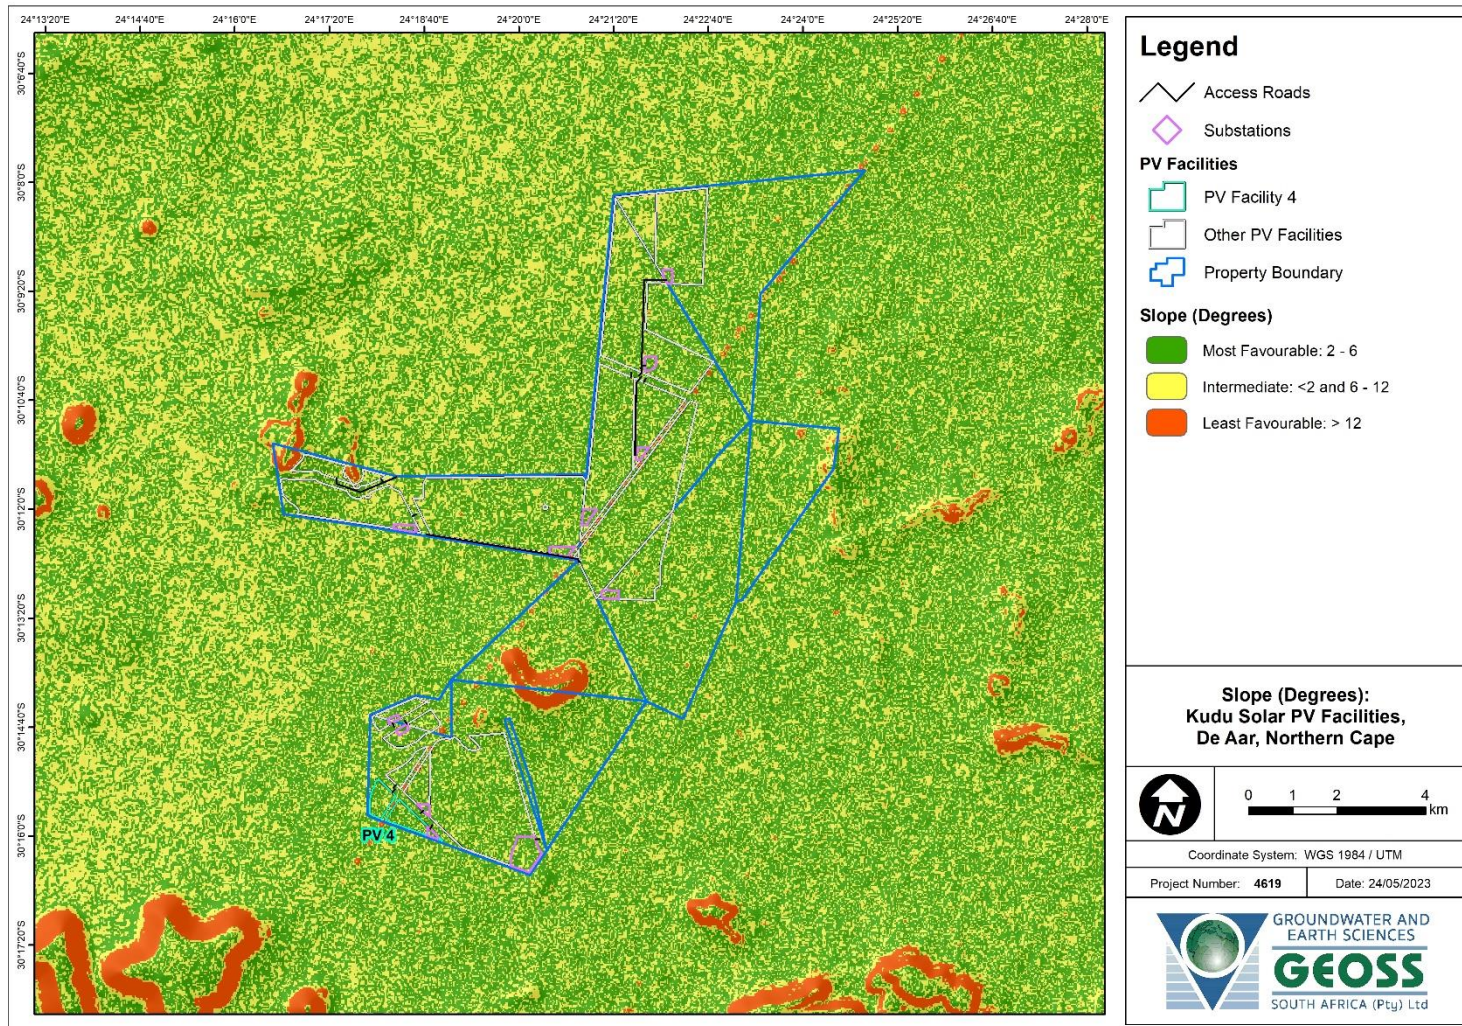 24°13'20"E
24°14'40"E
24°16'0"E
24°17'20"E
24°18'40"E
24°20'0"E
24°21'20"E
24°22'40"E
24°24'0"E
24°25'20"E
24°26'40"E
24°28'0"E
30°6'40"S
30°8'0"S
30°9'20"S
30°10'40"S
30°12'0"S
30°13'20"S
30°14'40"S
30°16'0"S
30°17'20"S
PV 4
Legend
Access Roads
Substations
PV Facilities
PV Facility 4
Other PV Facilities
Property Boundary
Slope (Degrees)
Most Favourable: 2 - 6
Intermediate: <2 and 6 - 12
Least Favourable: > 12
Slope (Degrees):
Kudu Solar PV Facilities,
De Aar, Northern Cape
N
0 1 2 4
km
Coordinate System: WGS 1984 / UTM
Project Number: 4619
Date: 24/05/2023
GROUNDWATER AND
EARTH SCIENCES
GEOSS
SOUTH AFRICA (Pty) Ltd